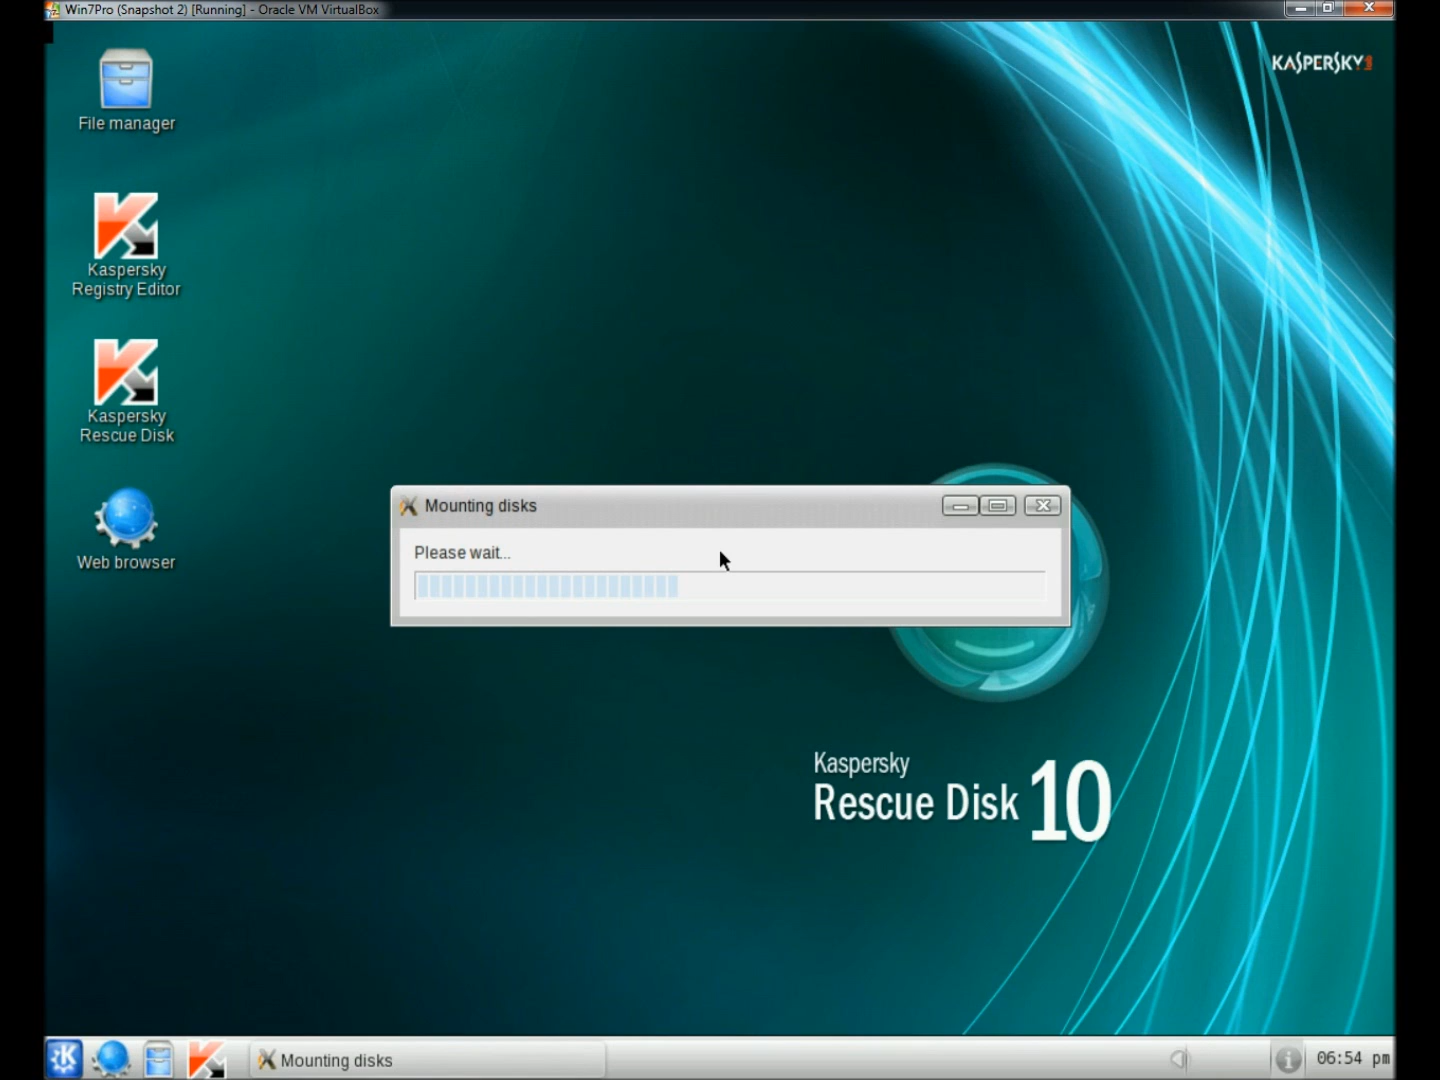 Win7Pro (Snapshot 2) [Running] - Oracle VM VirtualBox
KASPERSKY
File manager
Kaspersky
Registry Editor
Kaspersky
Rescue Disk
Web browser
Mounting disks
Please wait...
Kaspersky
Rescue Disk 10
Mounting disks
06:54 pm